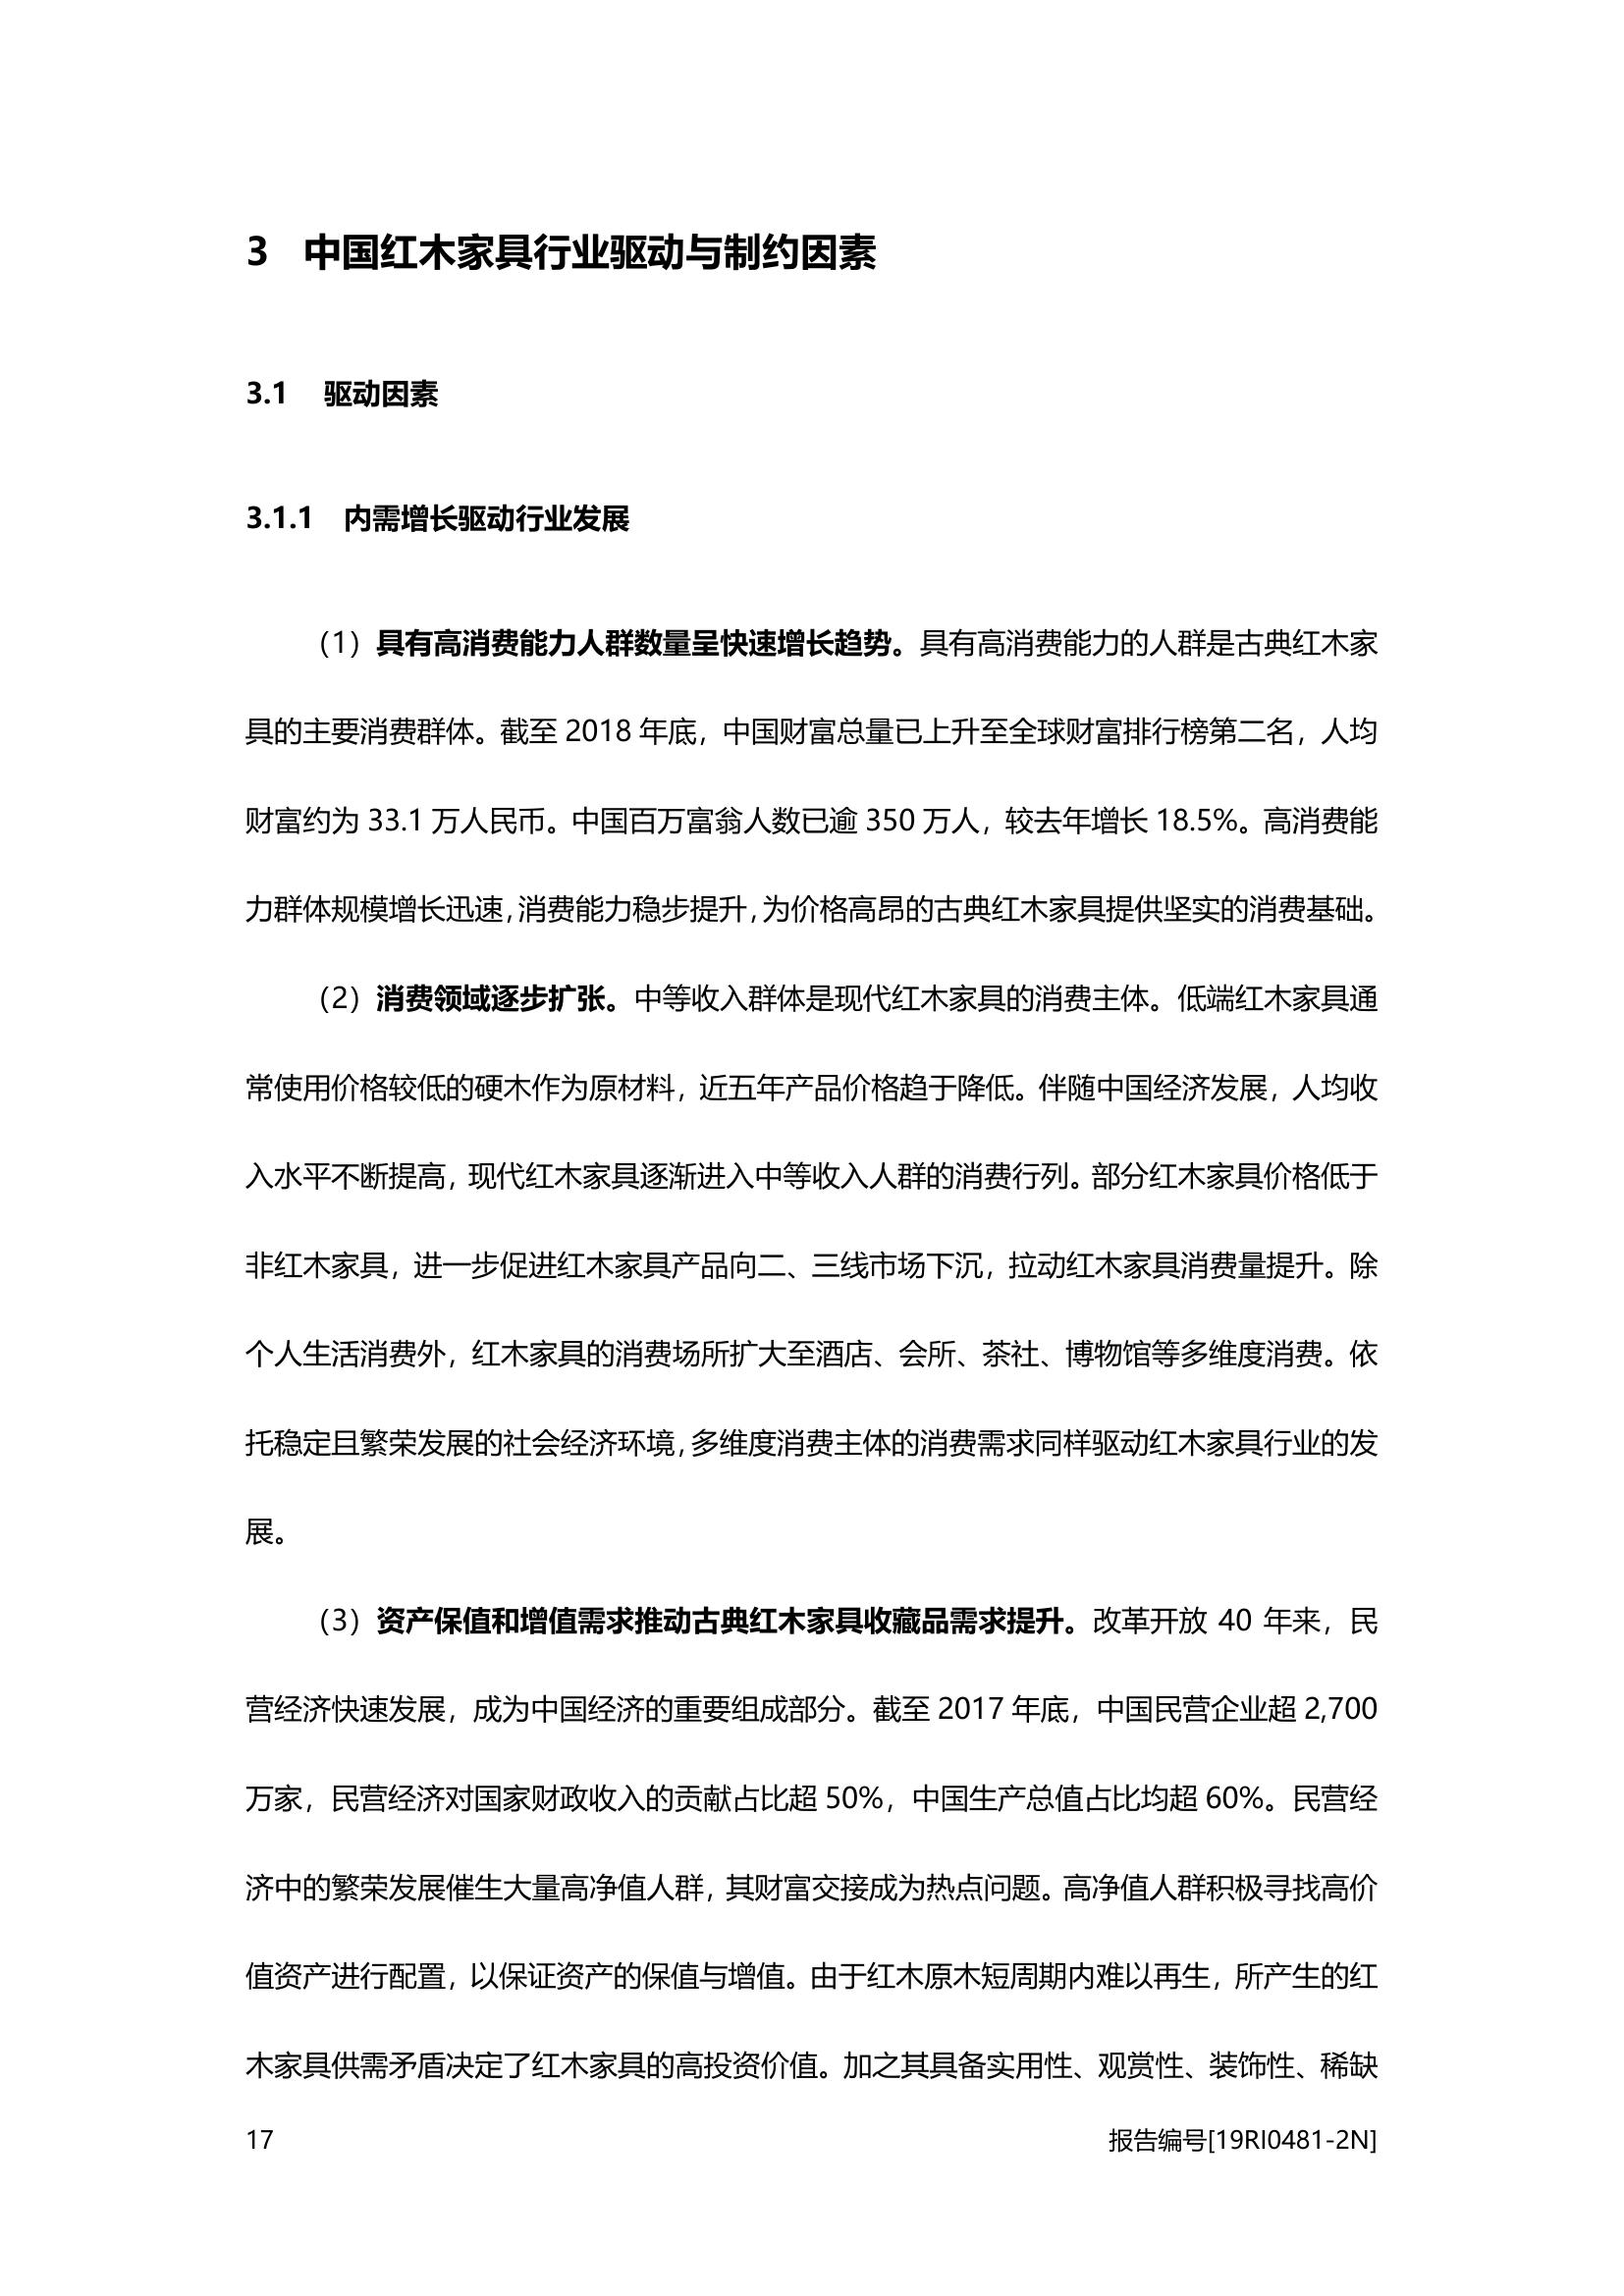 3 中国红木家具行业驱动与制约因素
3.1 驱动因素
3.1.1 内需增长驱动行业发展
（1）具有高消费能力人群数量呈快速增长趋势。具有高消费能力的人群是古典红木家
具的主要消费群体。截至 2018 年底，中国财富总量已上升至全球财富排行榜第二名，人均
财富约为 33.1 万人民币。中国百万富翁人数已逾 350 万人，较去年增长 18.5%。高消费能
力群体规模增长迅速，消费能力稳步提升，为价格高昂的古典红木家具提供坚实的消费基础。
（2）消费领域逐步扩张。中等收入群体是现代红木家具的消费主体。低端红木家具通
常使用价格较低的硬木作为原材料，近五年产品价格趋于降低。伴随中国经济发展，人均收
入水平不断提高，现代红木家具逐渐进入中等收入人群的消费行列。部分红木家具价格低于
非红木家具，进一步促进红木家具产品向二、三线市场下沉，拉动红木家具消费量提升。除
个人生活消费外，红木家具的消费场所扩大至酒店、会所、茶社、博物馆等多维度消费。依
托稳定且繁荣发展的社会经济环境，多维度消费主体的消费需求同样驱动红木家具行业的发
展。
（3）资产保值和增值需求推动古典红木家具收藏品需求提升。改革开放 40 年来，民
营经济快速发展，成为中国经济的重要组成部分。截至 2017 年底，中国民营企业超 2,700
万家，民营经济对国家财政收入的贡献占比超 50%，中国生产总值占比均超 60%。民营经
济中的繁荣发展催生大量高净值人群，其财富交接成为热点问题。高净值人群积极寻找高价
值资产进行配置，以保证资产的保值与增值。由于红木原木短周期内难以再生，所产生的红
木家具供需矛盾决定了红木家具的高投资价值。加之其具备实用性、观赏性、装饰性、稀缺
17 报告编号[19RI0481-2N]